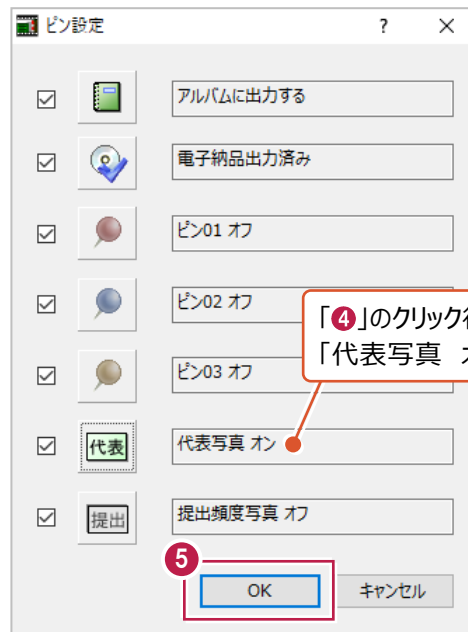 ピン設定 ? ×
アルバムに出力する
電子納品出力済み
ピン01 オフ
ピン02 オフ
「❹」のクリック
「代表写真
ピン03 オフ
代表 代表写真 オン
提出 提出頻度写真 オフ
5
OK キャンセル